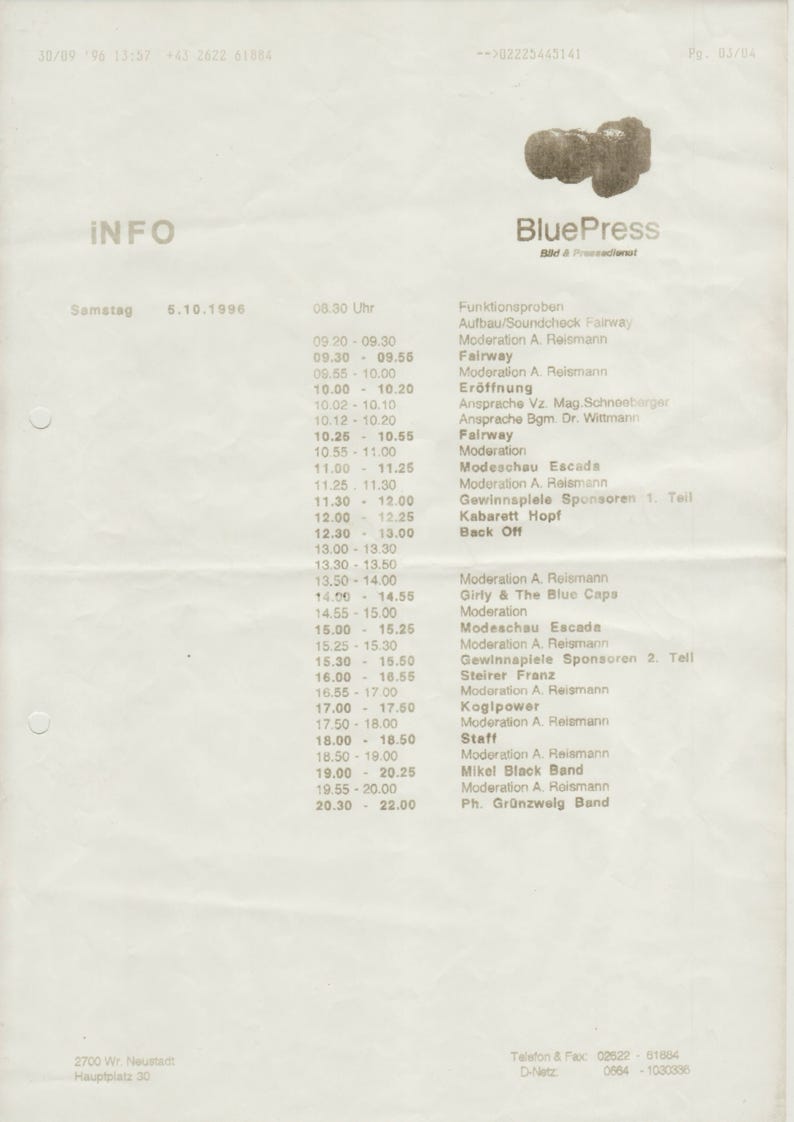 30/09 '96 13:57 +43 2622 61884 -->02225445141 Pg. 03/04
iNFO
BluePress
Bild & Pressedienst
Samstag 5.10.1996 08.30 Uhr Funktionsproben
Aufbau/Soundcheck Fairway
09.20 - 09.30 Moderation A. Reismann
09.30 - 09.55 Fairway
09.55 - 10.00 Moderation A. Reismann
10.00 - 10.20 Eröffnung
10.02 - 10.10 Ansprache Vz. Mag.Schneeberger
10.12 - 10.20 Ansprache Bgm. Dr. Wittmann
10.25 - 10.55 Fairway
10.55 - 11.00 Moderation
11.00 - 11.25 Modeschau Escada
11.25 . 11.30 Moderation A. Reismann
11.30 - 12.00 Gewinnspiele Sponsoren 1. Teil
12.00 - 12.25 Kabarett Hopf
12.30 - 13.00 Back Off
13.00 - 13.30
13.30 - 13.50
13.50 - 14.00 Moderation A. Reismann
14.00 - 14.55 Girly & The Blue Caps
14.55 - 15.00 Moderation
15.00 - 15.25 Modeschau Escada
15.25 - 15.30 Moderation A. Reismann
15.30 - 15.50 Gewinnspiele Sponsoren 2. Teil
16.00 - 16.55 Steirer Franz
16.55 - 17.00 Moderation A. Reismann
17.00 - 17.50 Koglpower
17.50 - 18.00 Moderation A. Reismann
18.00 - 18.50 Staff
18.50 - 19.00 Moderation A. Reismann
19.00 - 20.25 Mikel Black Band
19.55 - 20.00 Moderation A. Reismann
20.30 - 22.00 Ph. Grünzweig Band
2700 Wr. Neustadt
Hauptplatz 30
Telefon & Fax: 02622 - 61884
D-Netz: 0664 - 1030336